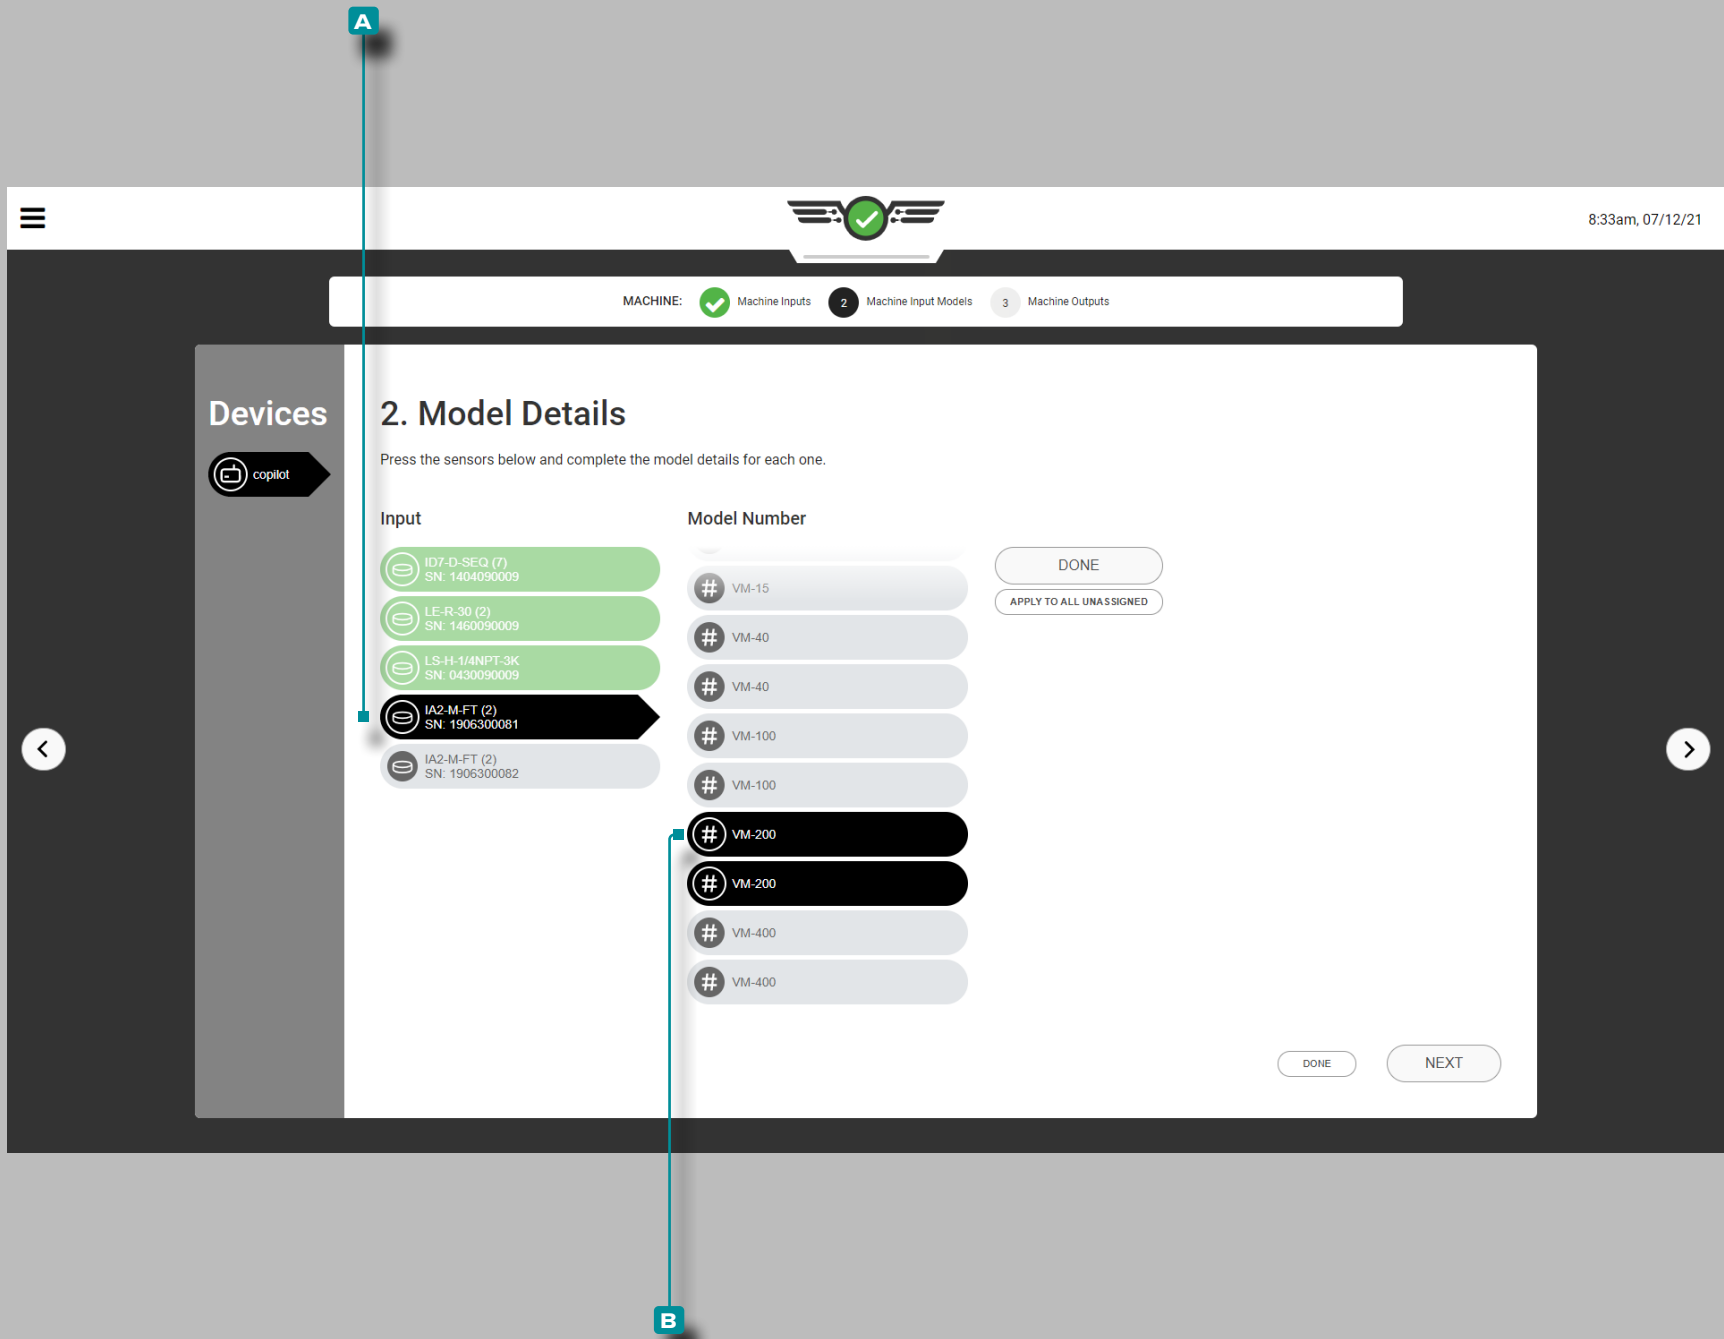 A
8:33am, 07/12/21
MACHINE: Machine Inputs 2 Machine Input Models 3 Machine Outputs
Devices
copilot
2. Model Details
Press the sensors below and complete the model details for each one.
Input
ID7-D-SEQ (7)
SN: 1404090009
LE-R-30 (2)
SN: 1460090009
LS-H-1/4NPT-3K
SN: 0430090009
IA2-M-FT (2)
SN: 1906300081
IA2-M-FT (2)
SN: 1906300082
Model Number
# VM-15
# VM-40
# VM-40
# VM-100
# VM-100
# VM-200
# VM-200
# VM-400
# VM-400
DONE
APPLY TO ALL UNASSIGNED
DONE
NEXT
B